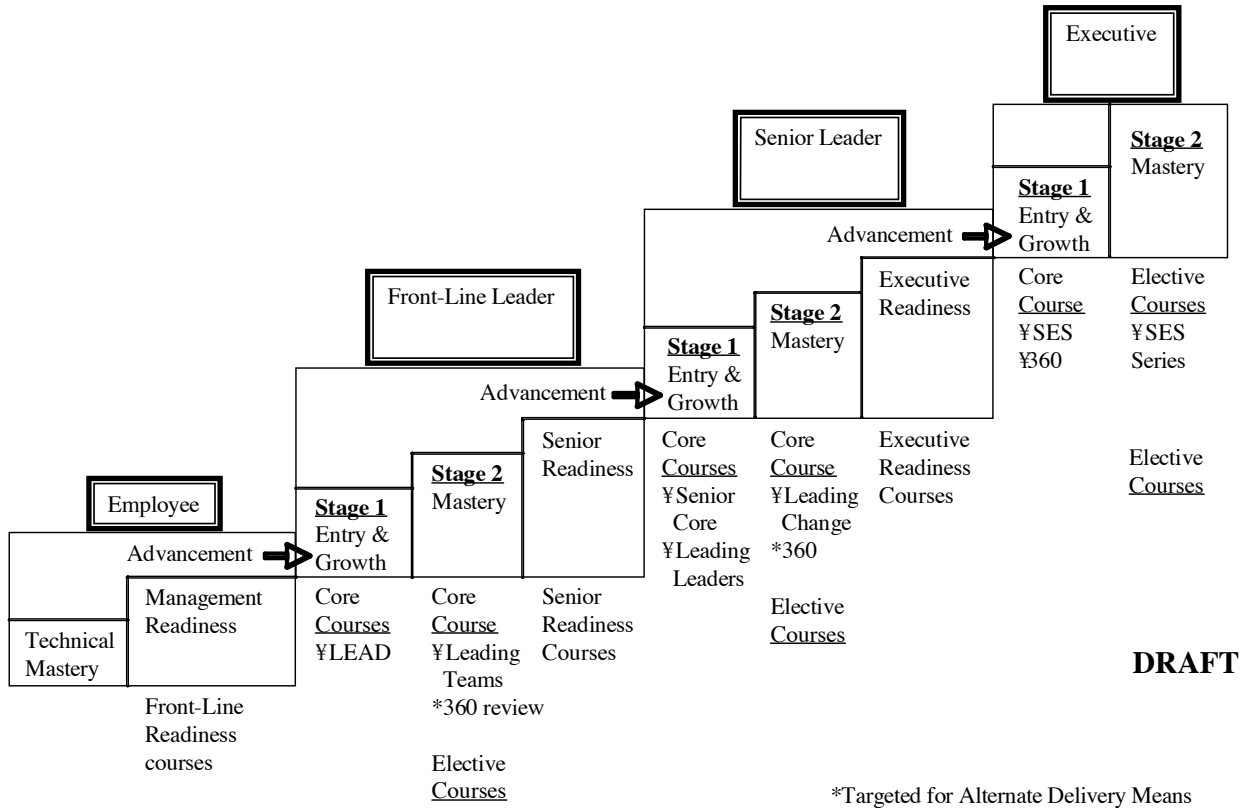 Executive
Stage 2
Mastery
Senior Leader
Stage 1
Entry &
Growth
Advancement
Core
Course
¥SES
¥360
Elective
Courses
¥SES
Series
Elective
Courses
Front-Line Leader
Executive
Readiness
Stage 2
Mastery
Stage 1
Entry &
Growth
Advancement
Core
Courses
¥Senior
Core
¥Leading
Leaders
Core
Course
¥Leading
Change
*360
Elective
Courses
Executive
Readiness
Courses
Employee
Senior
Readiness
Stage 2
Mastery
Stage 1
Entry &
Growth
Advancement
Management
Readiness
Technical
Mastery
Front-Line
Readiness
courses
Core
Courses
¥LEAD
Core
Course
¥Leading
Teams
*360 review
Elective
Courses
Senior
Readiness
Courses
DRAFT
*Targeted for Alternate Delivery Means